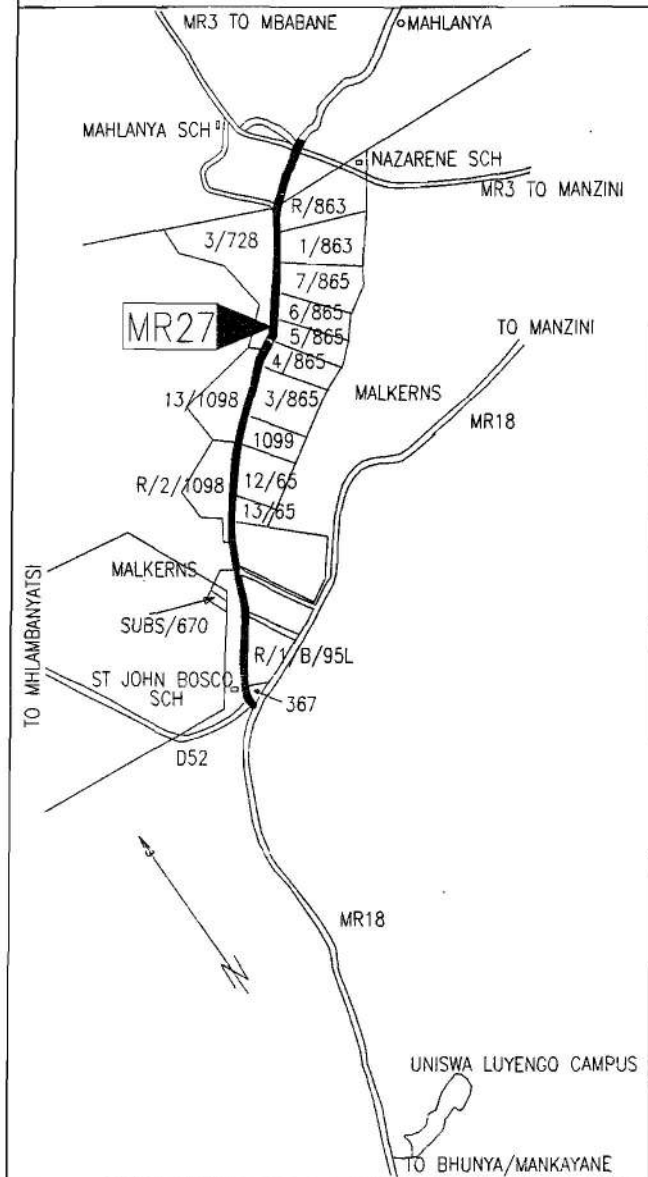 MR3 TO MBABANE
MAHLANYA
MAHLANYA SCH
NAZARENE SCH
MR3 TO MANZINI
R/863
3/728
1/863
7/865
6/865
MR27
5/865
TO MANZINI
4/865
13/1098
3/865
MALKERNS
MR18
1099
R/2/1098
12/65
13/65
MALKERNS
TO MHLAMBANYATSI
SUBS/670
R/1/B/95L
ST JOHN BOSCO
SCH
367
D52
MR18
N
UNISWA LUYENGO CAMPUS
TO BHUNYA/MANKAYANE